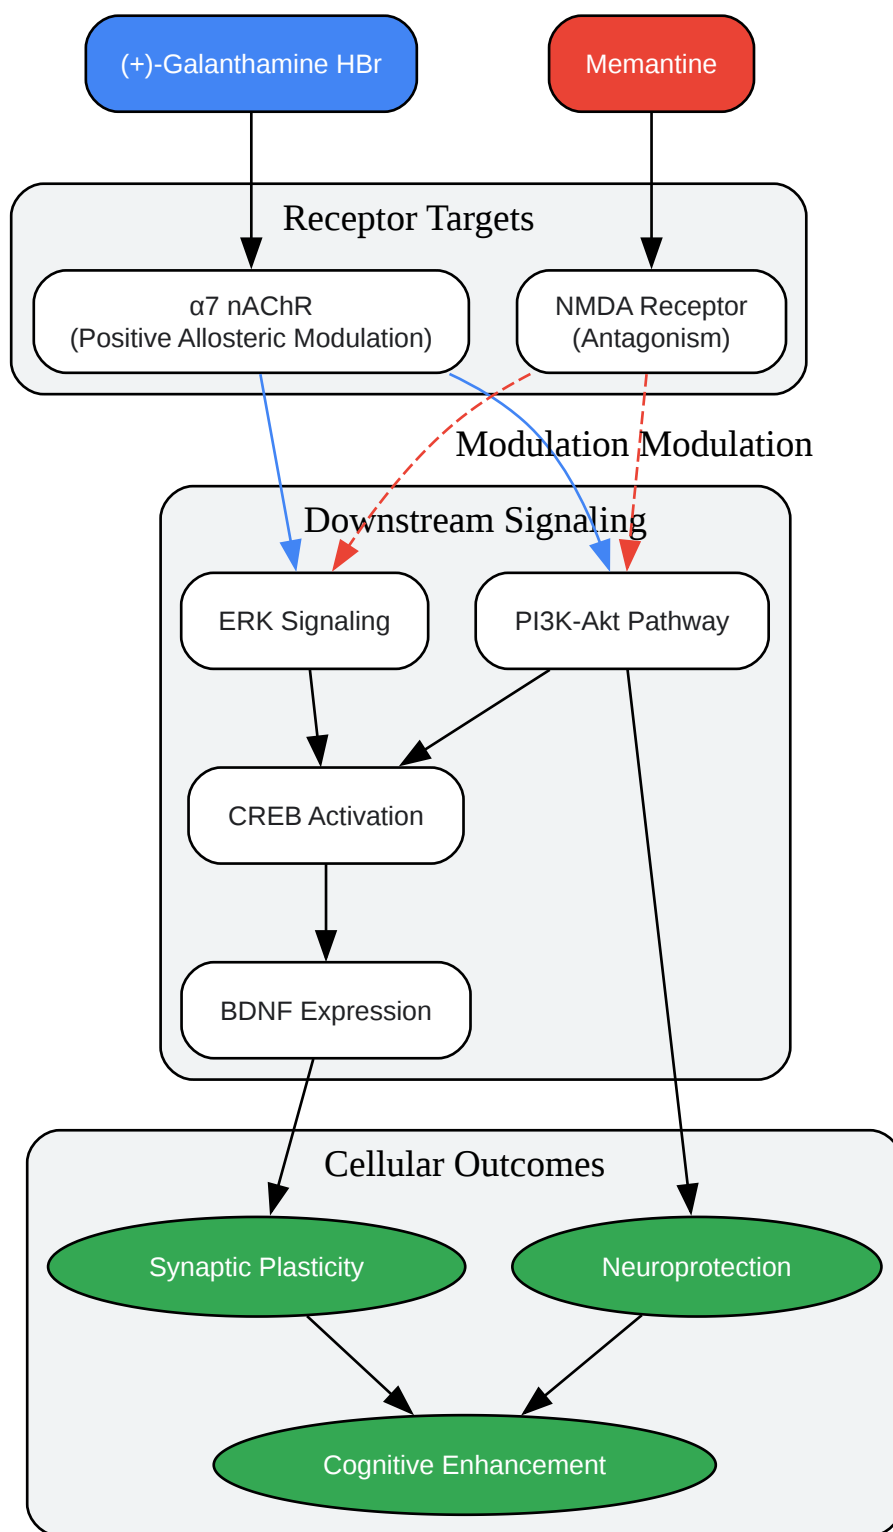 (+)-Galanthamine HBr
Memantine
Receptor Targets
α7 nAChR
(Positive Allosteric Modulation)
NMDA Receptor
(Antagonism)
Modulation
Modulation
Downstream Signaling
ERK Signaling
PI3K-Akt Pathway
CREB Activation
BDNF Expression
Cellular Outcomes
Synaptic Plasticity
Neuroprotection
Cognitive Enhancement